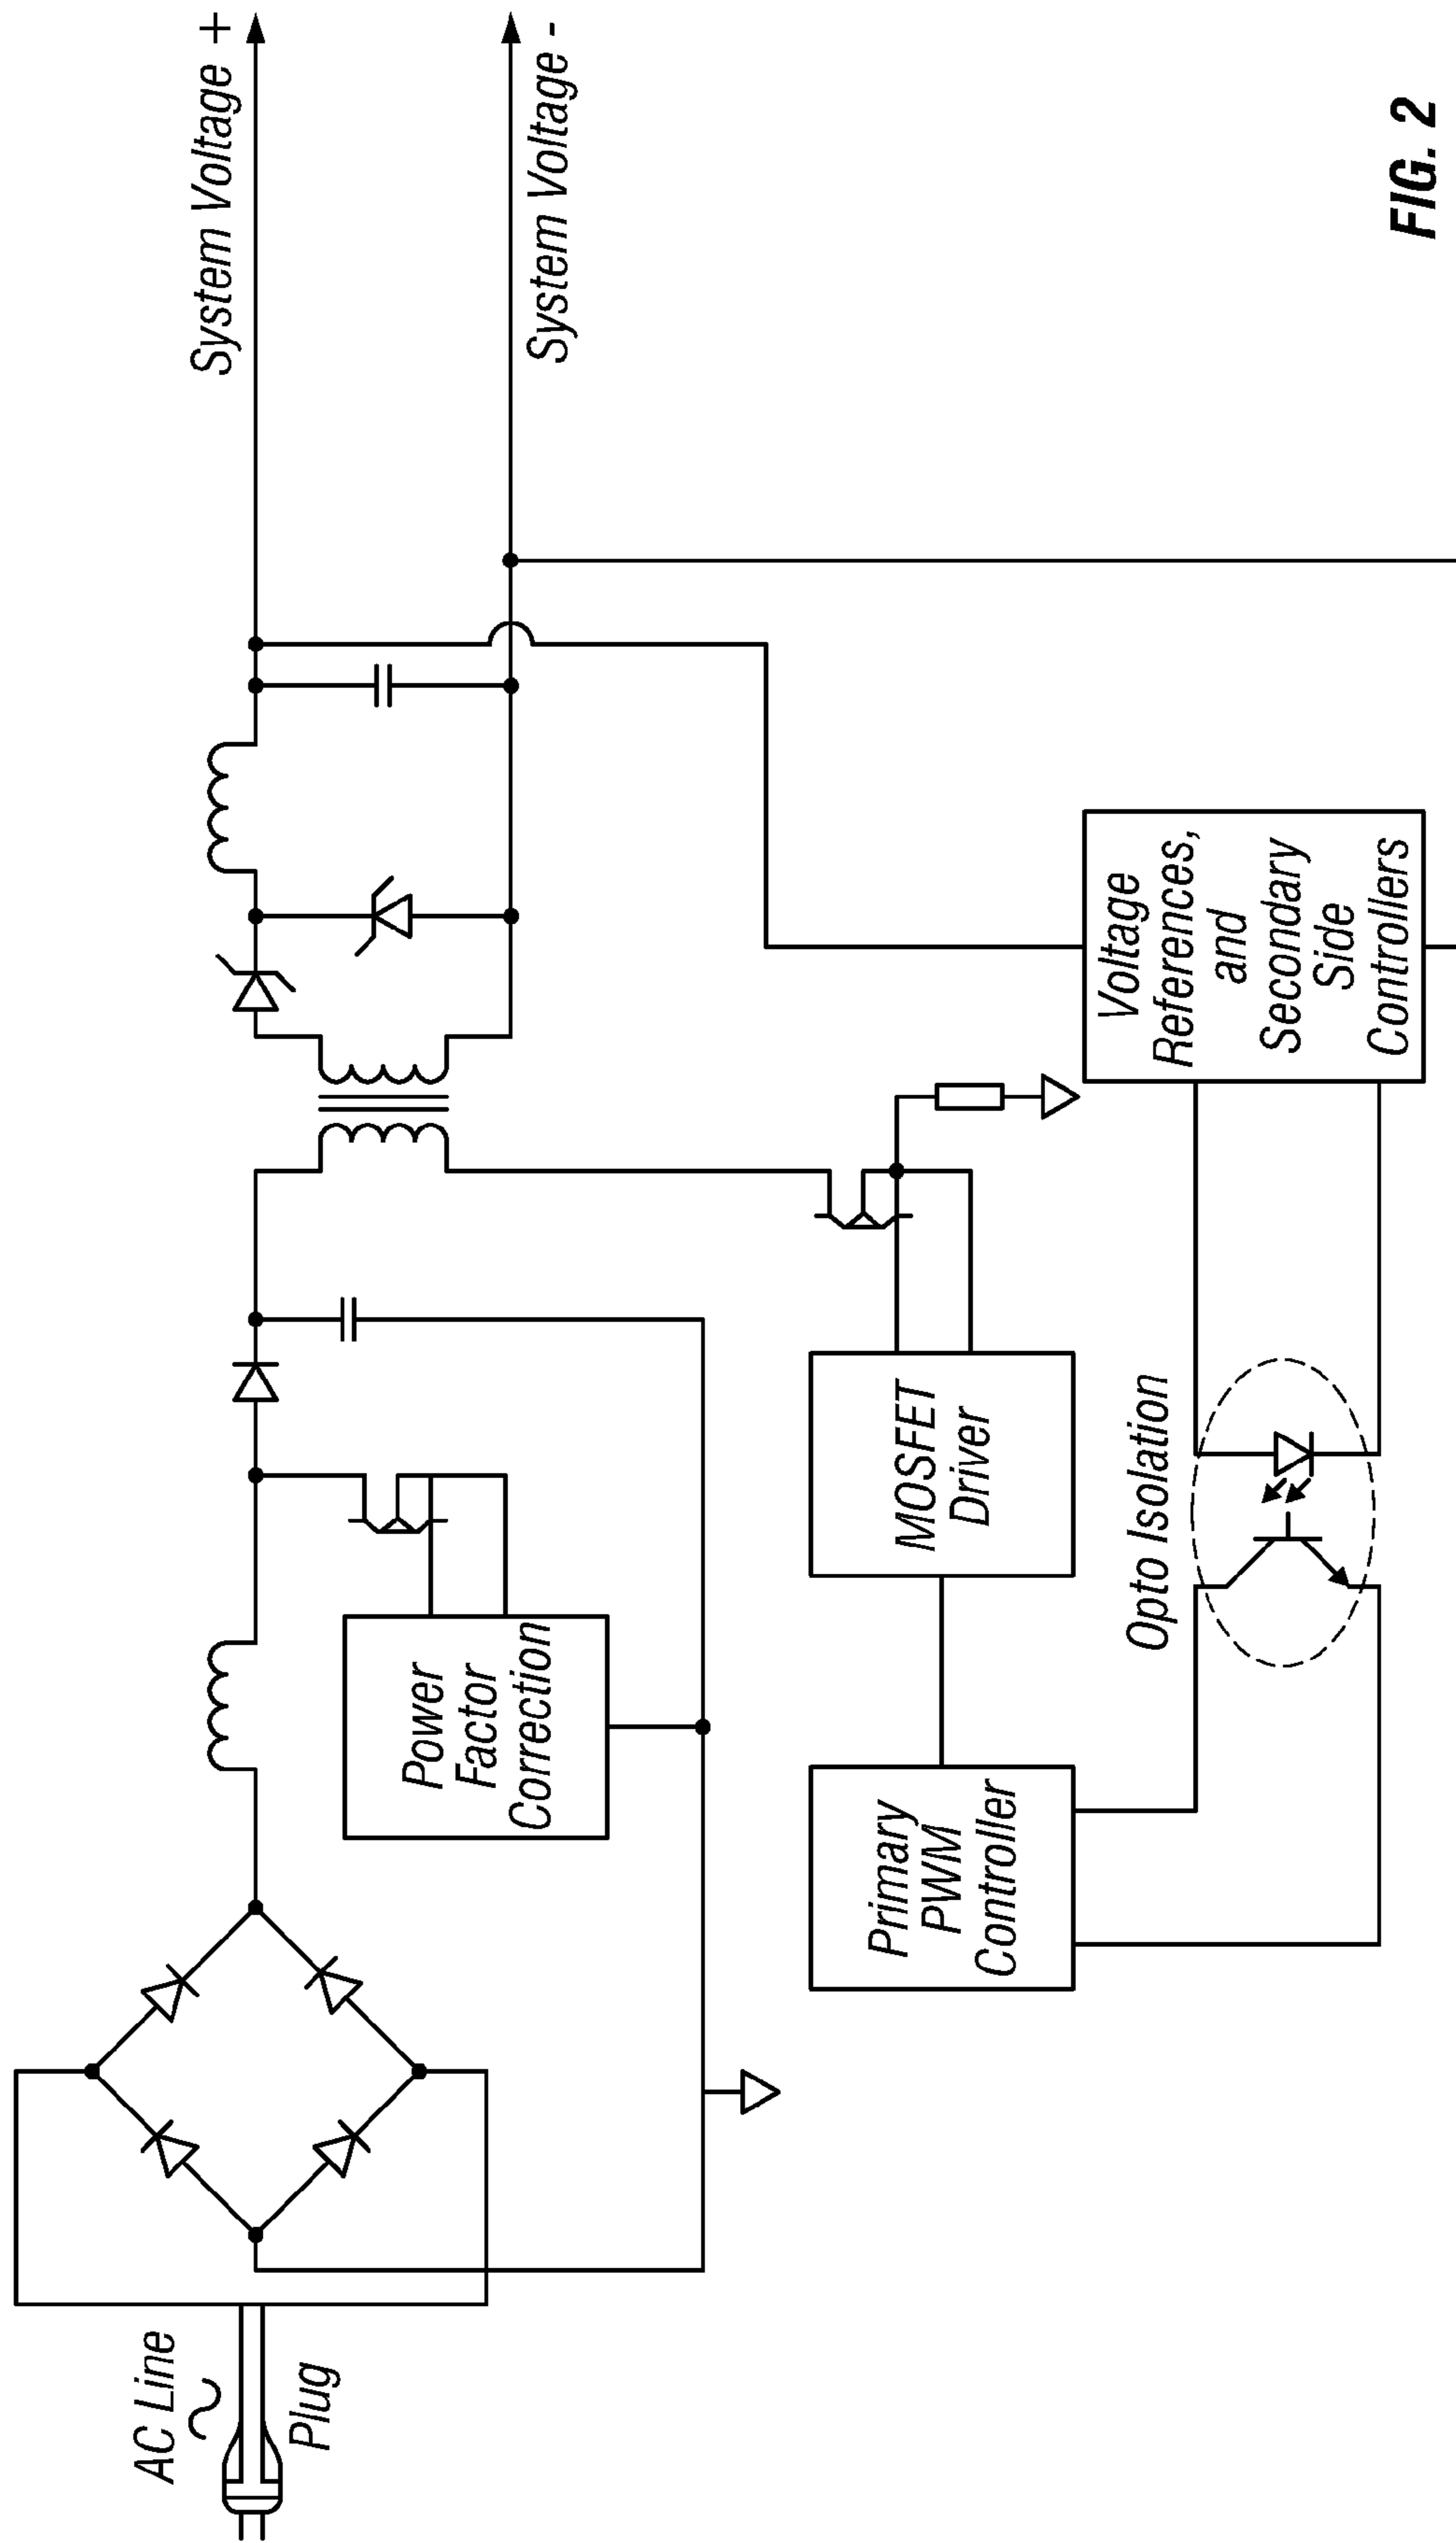 AC Line
Plug
Power
Factor
Correction
System Voltage +
System Voltage -
Primary
PWM
Controller
MOSFET
Driver
Opto Isolation
Voltage
References,
and
Secondary
Side
Controllers
FIG. 2